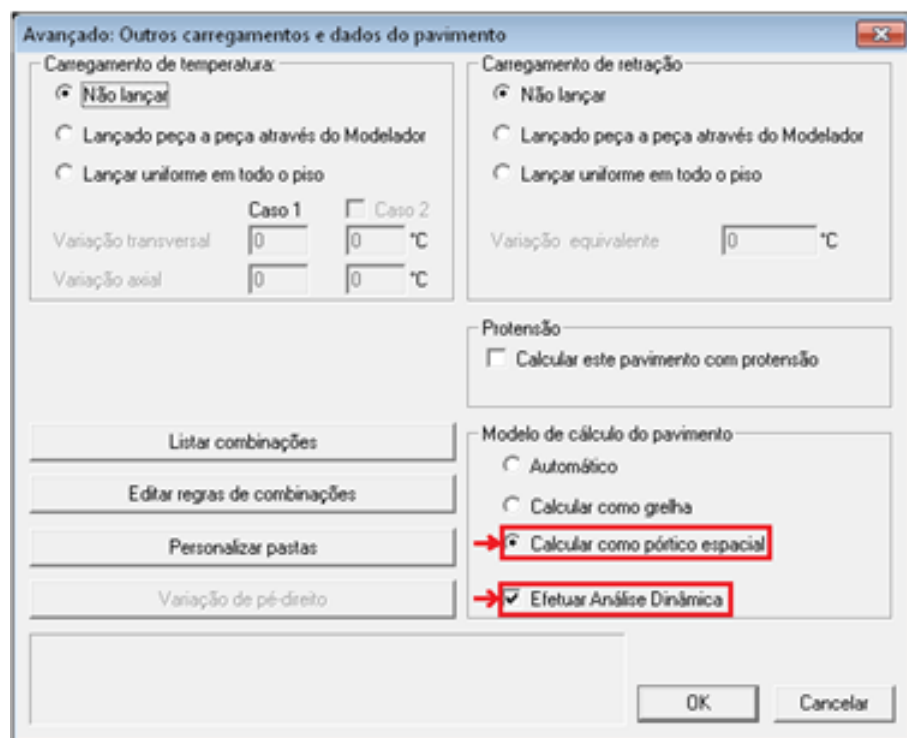 Avançado: Outros carregamentos e dados do pavimento
Carregamento de temperatura:
Não lançar
Lançado peça a peça através do Modelador
Lançar uniforme em todo o piso
Caso 1 Caso 2
Variação transversal 0 0 °C
Variação axial 0 0 °C
Carregamento de retração
Não lançar
Lançado peça a peça através do Modelador
Lançar uniforme em todo o piso
Variação equivalente 0 °C
Protensão
Calcular este pavimento com protensão
Listar combinações
Editar regras de combinações
Personalizar pastas
Variação de pé-direito
Modelo de cálculo do pavimento
Automático
Calcular como grelha
Calcular como pórtico espacial
Efetuar Análise Dinâmica
OK Cancelar